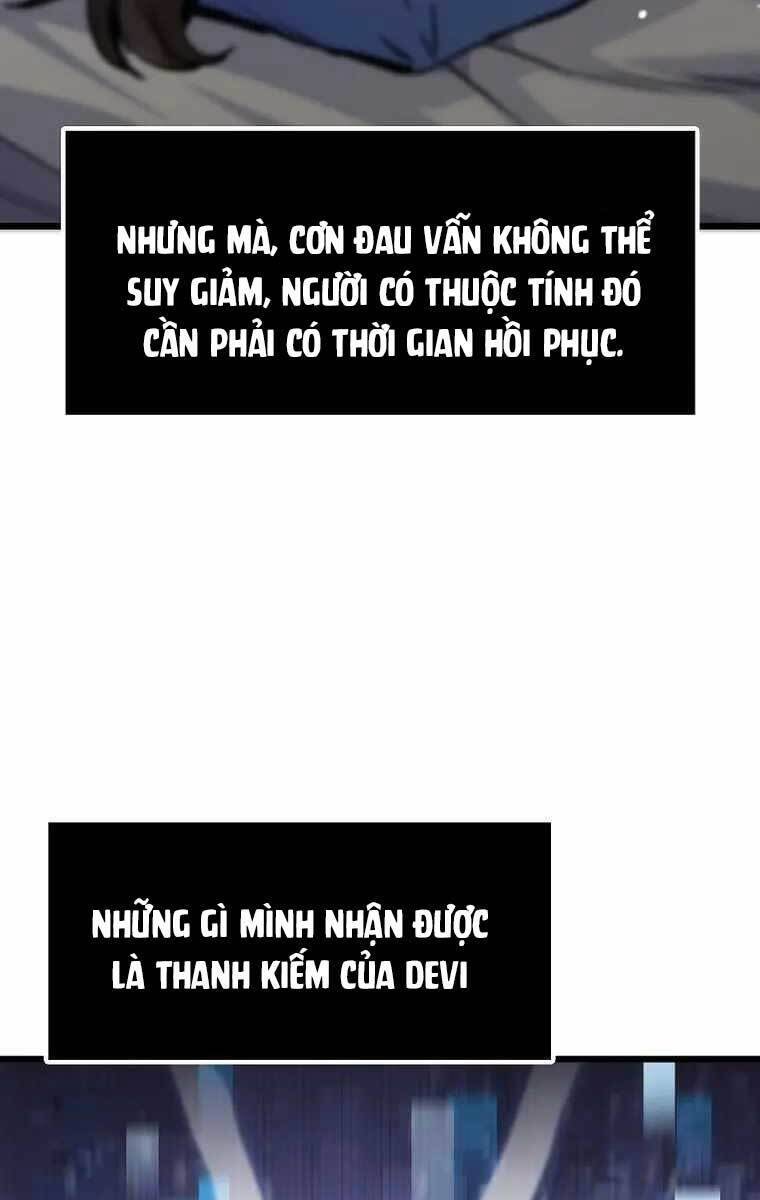 NHƯNG MÀ, CƠN ĐAU VẪN KHÔNG THỂ
SUY GIẢM, NGƯỜI CÓ THUỘC TÍNH ĐÓ
CẦN PHẢI CÓ THỜI GIAN HỒI PHỤC.
NHỮNG GÌ MÌNH NHẬN ĐƯỢC
LÀ THANH KIẾM CỦA DEVI